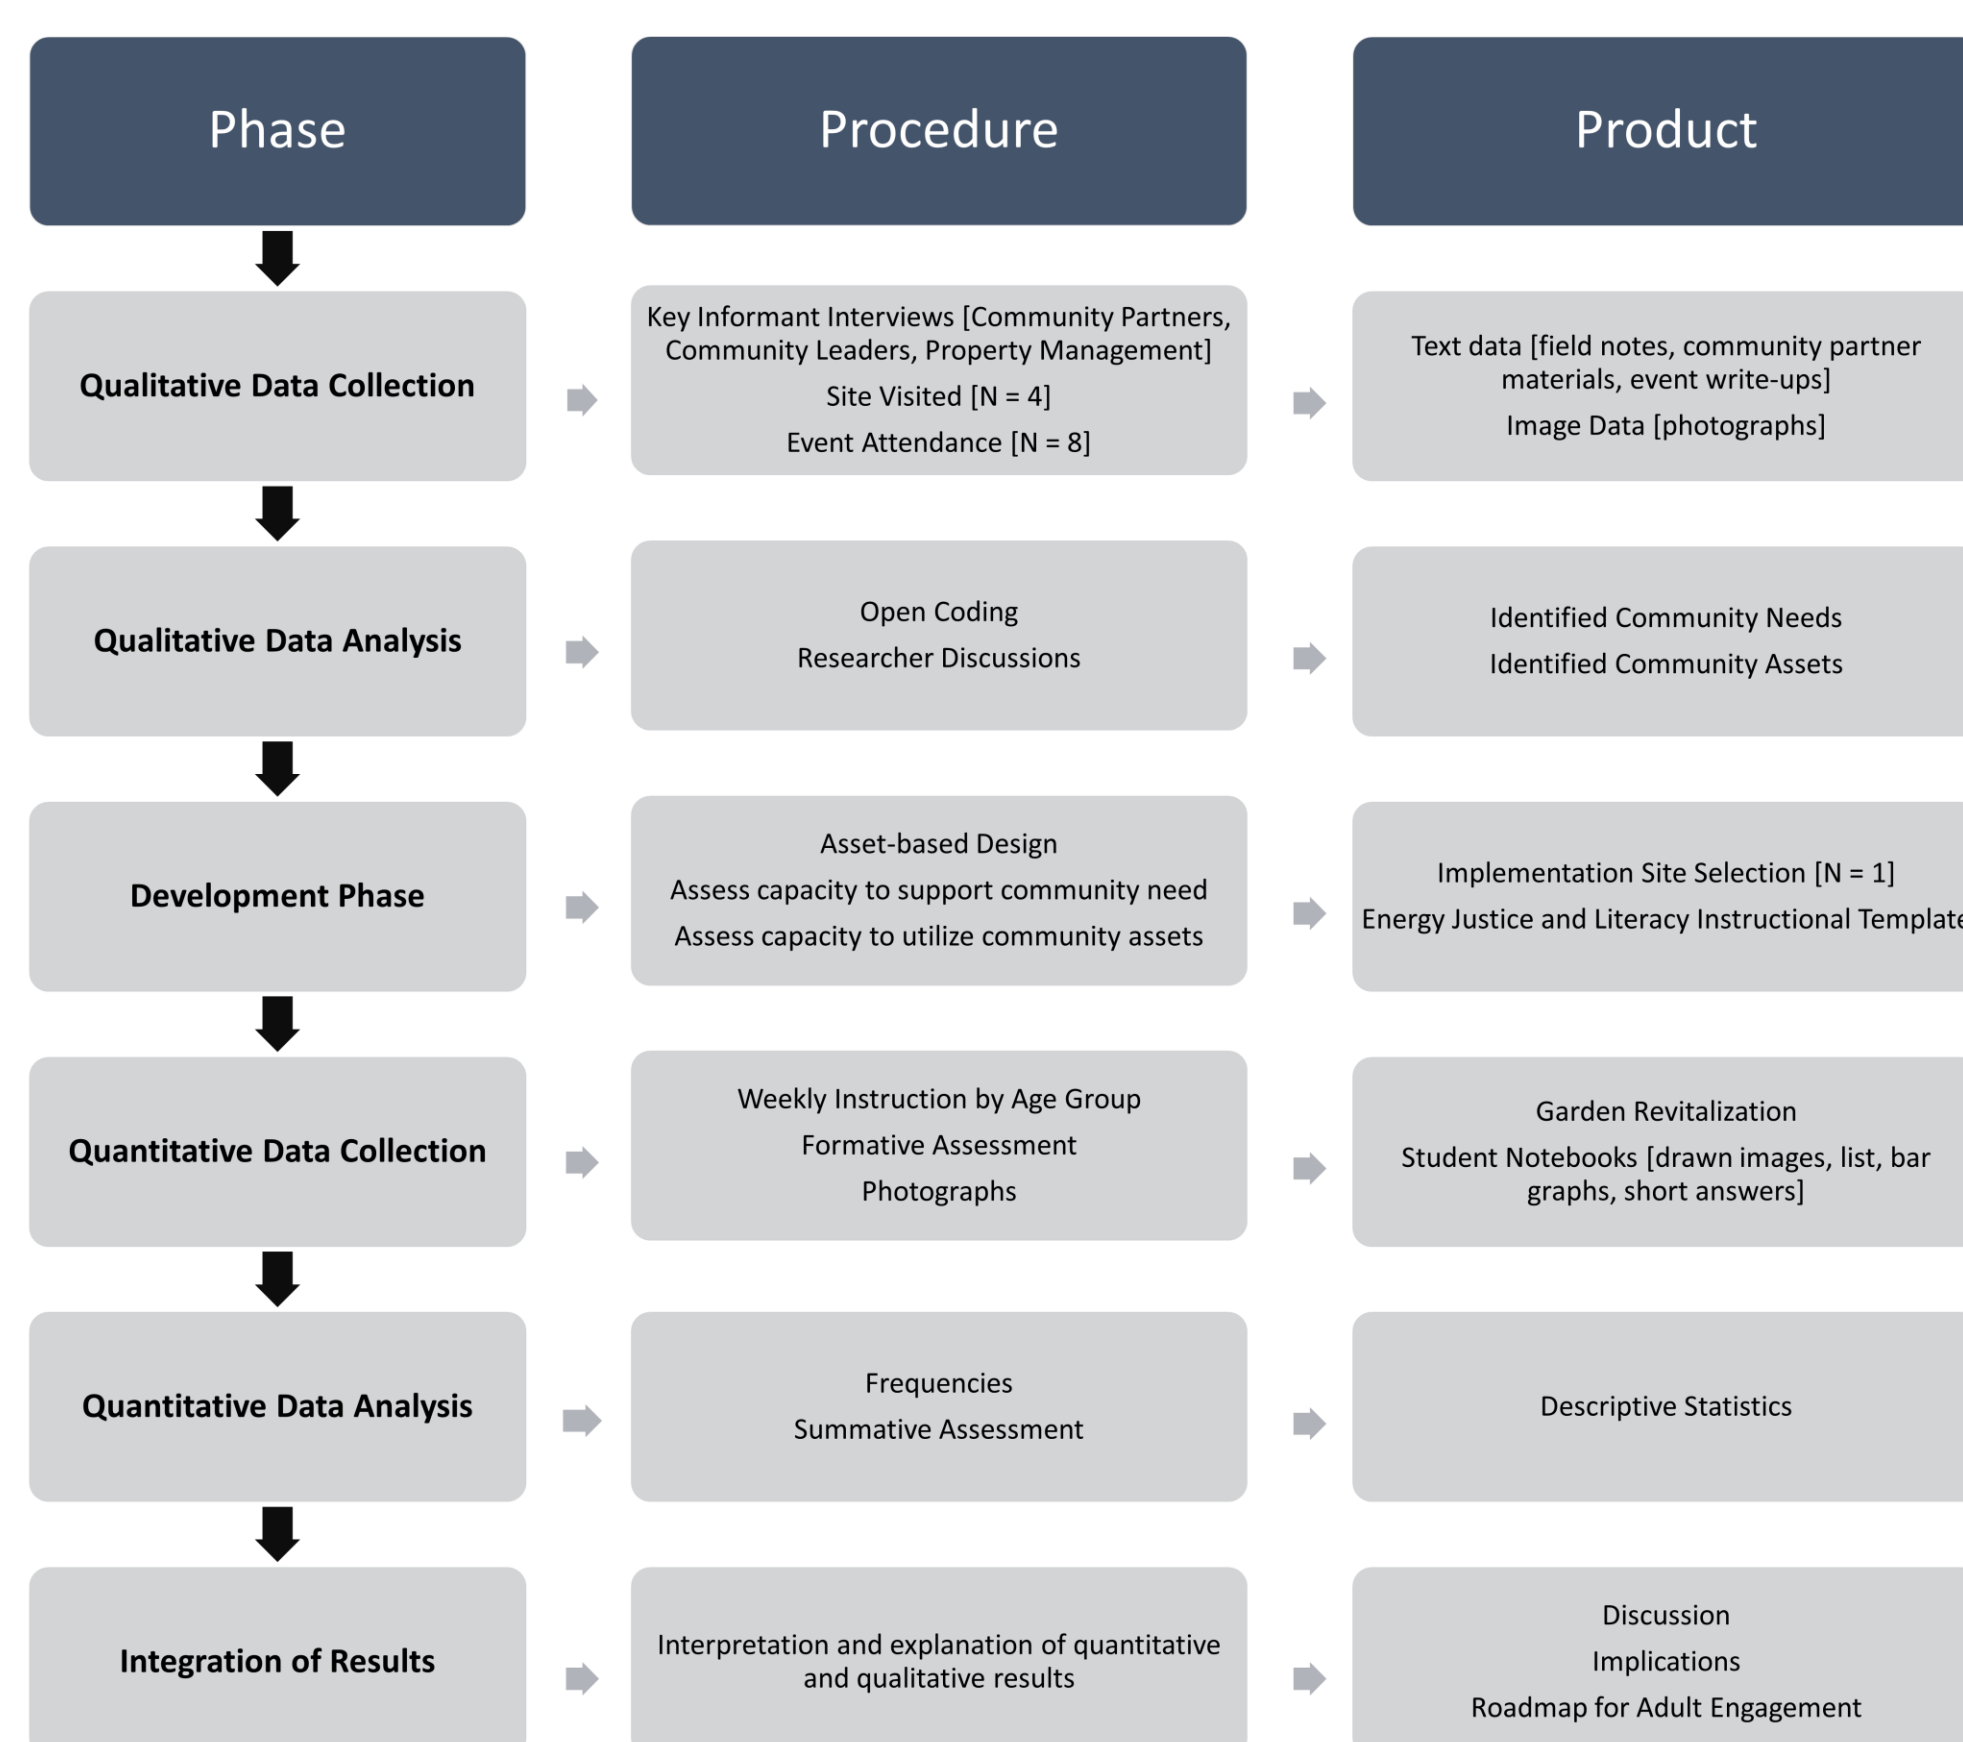 Phase
Procedure
Product
Qualitative Data Collection
Key Informant Interviews [Community Partners,
Community Leaders, Property Management]
Site Visited [N = 4]
Event Attendance [N = 8]
Text data [field notes, community partner
materials, event write-ups]
Image Data [photographs]
Qualitative Data Analysis
Open Coding
Researcher Discussions
Identified Community Needs
Identified Community Assets
Development Phase
Asset-based Design
Assess capacity to support community need
Assess capacity to utilize community assets
Implementation Site Selection [N = 1]
Energy Justice and Literacy Instructional Template
Quantitative Data Collection
Weekly Instruction by Age Group
Formative Assessment
Photographs
Garden Revitalization
Student Notebooks [drawn images, list, bar
graphs, short answers]
Quantitative Data Analysis
Frequencies
Summative Assessment
Descriptive Statistics
Integration of Results
Interpretation and explanation of quantitative
and qualitative results
Discussion
Implications
Roadmap for Adult Engagement